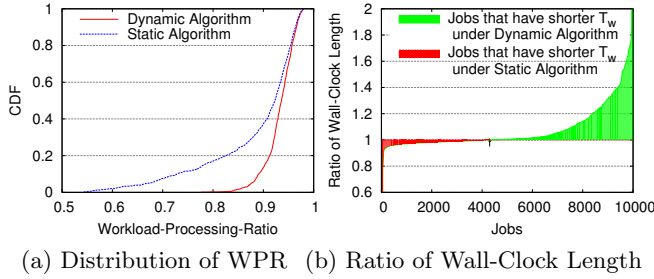 Dynamic Algorithm
Static Algorithm
CDF
1
0.8
0.6
0.4
0.2
0
0.5 0.6 0.7 0.8 0.9 1
Workload-Processing-Ratio
(a) Distribution of WPR
Jobs that have shorter Tw
under Dynamic Algorithm
Jobs that have shorter Tw
under Static Algorithm
Ratio of Wall-Clock Length
2
1.8
1.6
1.4
1.2
1
0.8
0.6
0 2000 4000 6000 8000 10000
Jobs
(b) Ratio of Wall-Clock Length